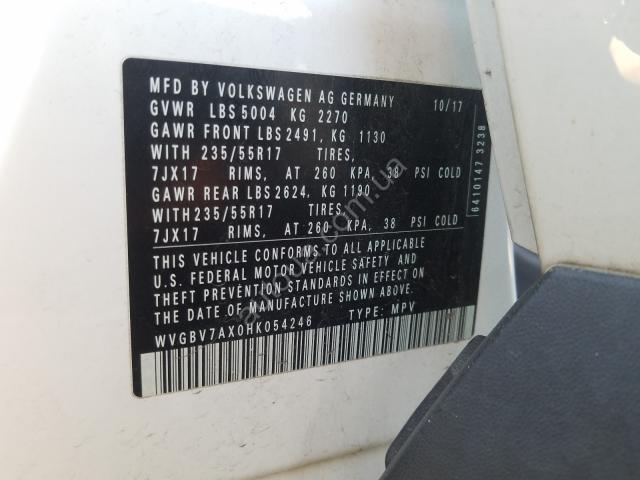 MFD BY VOLKSWAGEN AG GERMANY 10/17
GVWR LBS 5004 KG 2270
GAWR FRONT LBS 2491, KG 1130
WITH 235/55R17 TIRES,
7JX17 RIMS, AT 260 KPA, 38 PSI COLD
GAWR REAR LBS 2624, KG 1190
WITH 235/55R17 TIRES,
7JX17 RIMS, AT 260 KPA, 38 PSI COLD
THIS VEHICLE CONFORMS TO ALL APPLICABLE
U.S. FEDERAL MOTOR VEHICLE SAFETY AND
THEFT PREVENTION STANDARDS IN EFFECT ON
THE DATE OF MANUFACTURE SHOWN ABOVE.
WVGBV7AX0HK054246 TYPE: MPV
6410147 3238